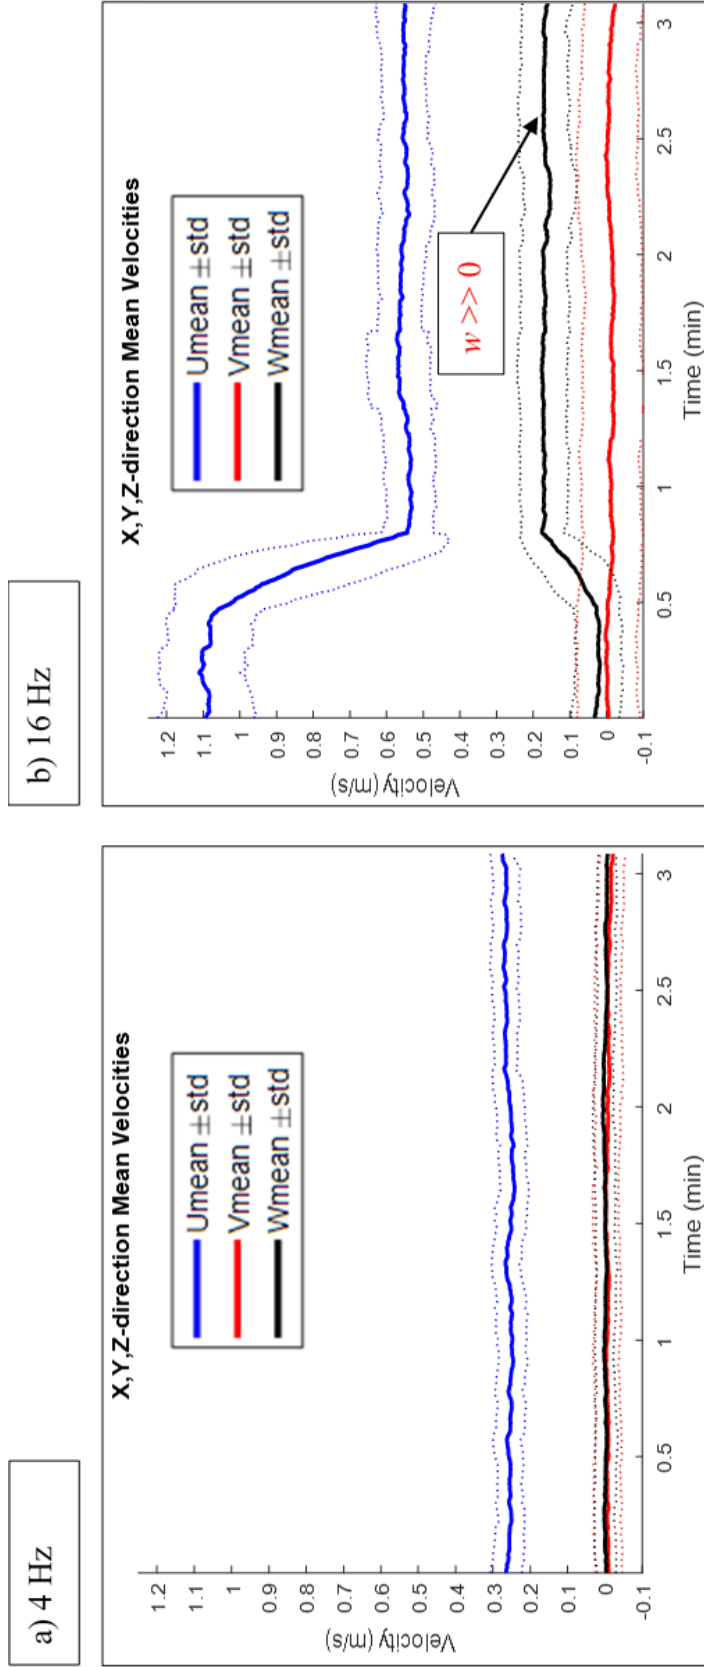 a) 4 Hz
X,Y,Z-direction Mean Velocities
Umean ±std
Vmean ±std
Wmean ±std
Velocity (m/s)
1.2
1.1
1
0.9
0.8
0.7
0.6
0.5
0.4
0.3
0.2
0.1
0
-0.1
0.5
1
1.5
2
2.5
3
Time (min)
b) 16 Hz
X,Y,Z-direction Mean Velocities
Umean ±std
Vmean ±std
Wmean ±std
w >> 0
Velocity (m/s)
1.2
1.1
1
0.9
0.8
0.7
0.6
0.5
0.4
0.3
0.2
0.1
0
-0.1
0.5
1
1.5
2
2.5
3
Time (min)